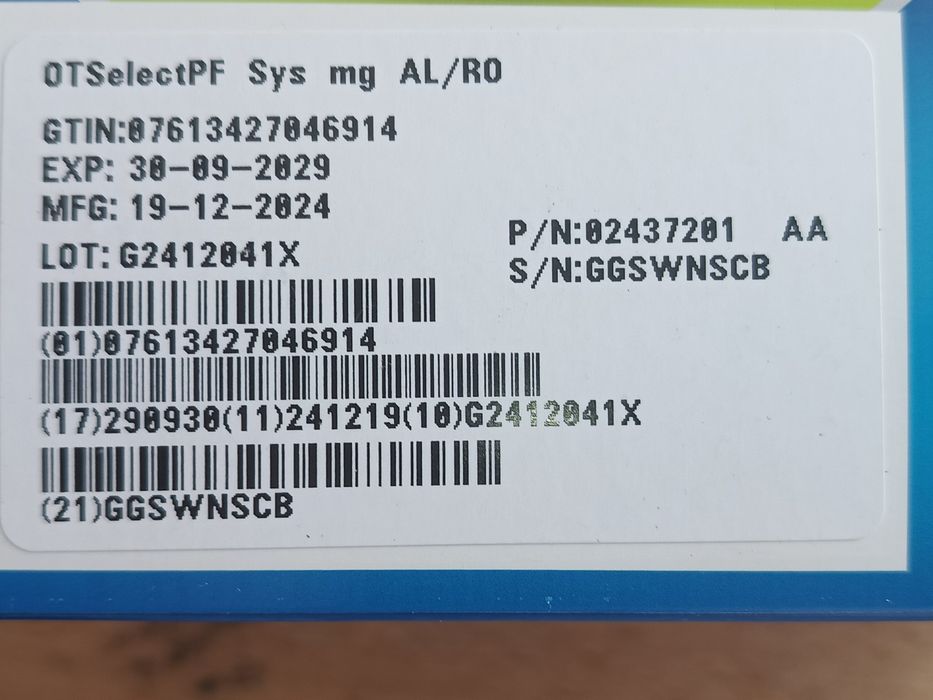 OTSelectPF Sys mg AL/RO
GTIN:07613427046914
EXP: 30-09-2029
MFG: 19-12-2024
LOT: G2412041X
P/N:02437201 AA
S/N:GGSWNSCB
(01)07613427046914
(17)290930(11)241219(10)G2412041X
(21)GGSWNSCB